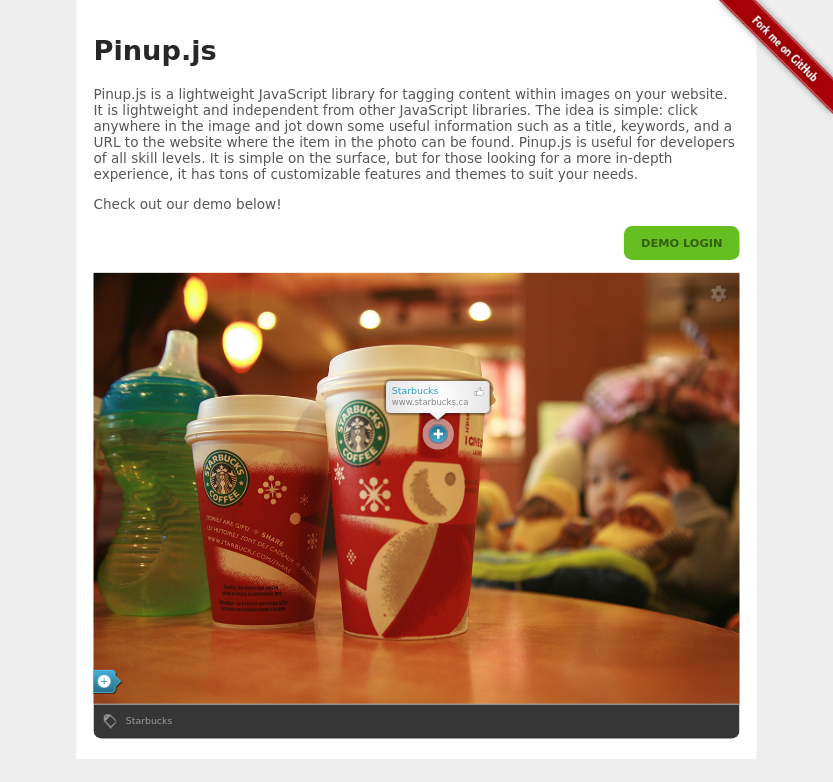 Fork me on GitHub
Pinup.js
Pinup.js is a lightweight JavaScript library for tagging content within images on your website.
It is lightweight and independent from other JavaScript libraries. The idea is simple: click
anywhere in the image and jot down some useful information such as a title, keywords, and a
URL to the website where the item in the photo can be found. Pinup.js is useful for developers
of all skill levels. It is simple on the surface, but for those looking for a more in-depth
experience, it has tons of customizable features and themes to suit your needs.
Check out our demo below!
DEMO LOGIN
Starbucks
www.starbucks.ca
STARBUCKS
COFFEE
STARBUCKS
COFFEE
STORIES ARE GIFTS
SHARE
Starbucks